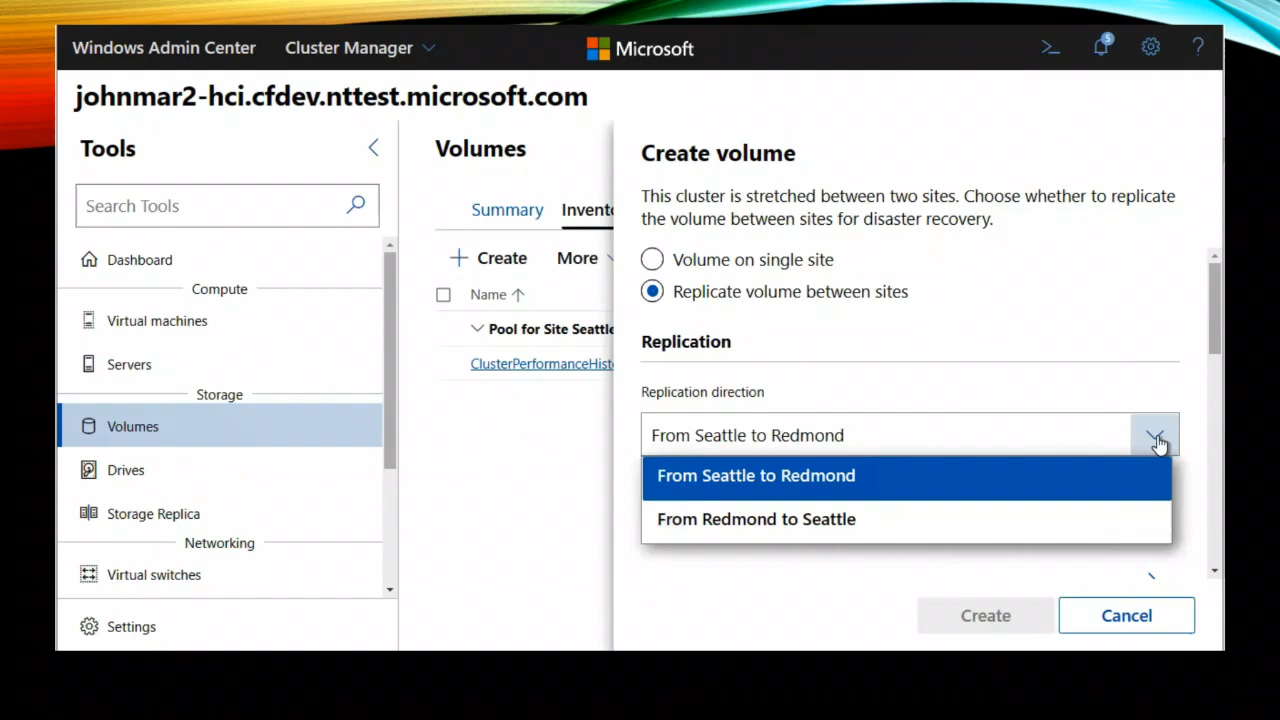 Windows Admin Center
Cluster Manager
Microsoft
5
?
johnmar2-hci.cfdev.nttest.microsoft.com
Tools
Search Tools
Dashboard
Compute
Virtual machines
Servers
Storage
Volumes
Drives
Storage Replica
Networking
Virtual switches
Settings
Volumes
Summary
Invento
Create
More
Name
Pool for Site Seattle
ClusterPerformanceHisto
Create volume
This cluster is stretched between two sites. Choose whether to replicate
the volume between sites for disaster recovery.
Volume on single site
Replicate volume between sites
Replication
Replication direction
From Seattle to Redmond
From Seattle to Redmond
From Redmond to Seattle
Create
Cancel